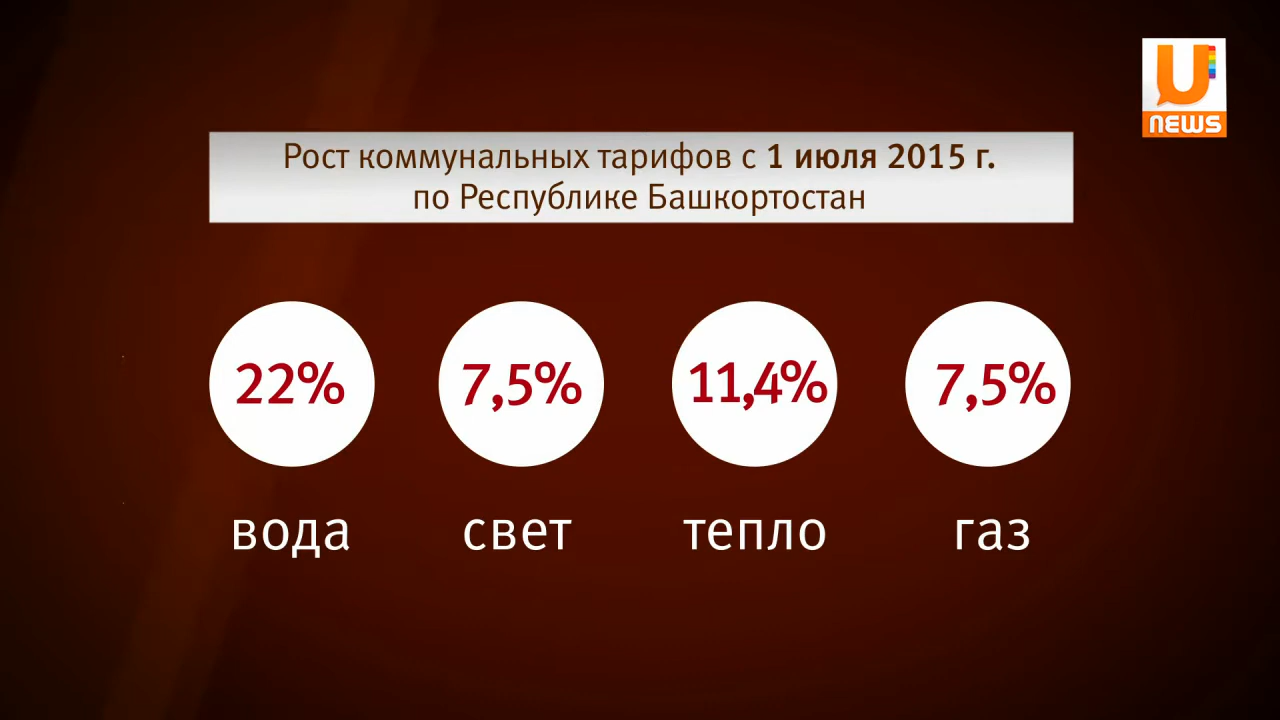 U
NEWS
Рост коммунальных тарифов с 1 июля 2015 г.
по Республике Башкортостан
22% 7,5% 11,4% 7,5%
вода свет тепло газ